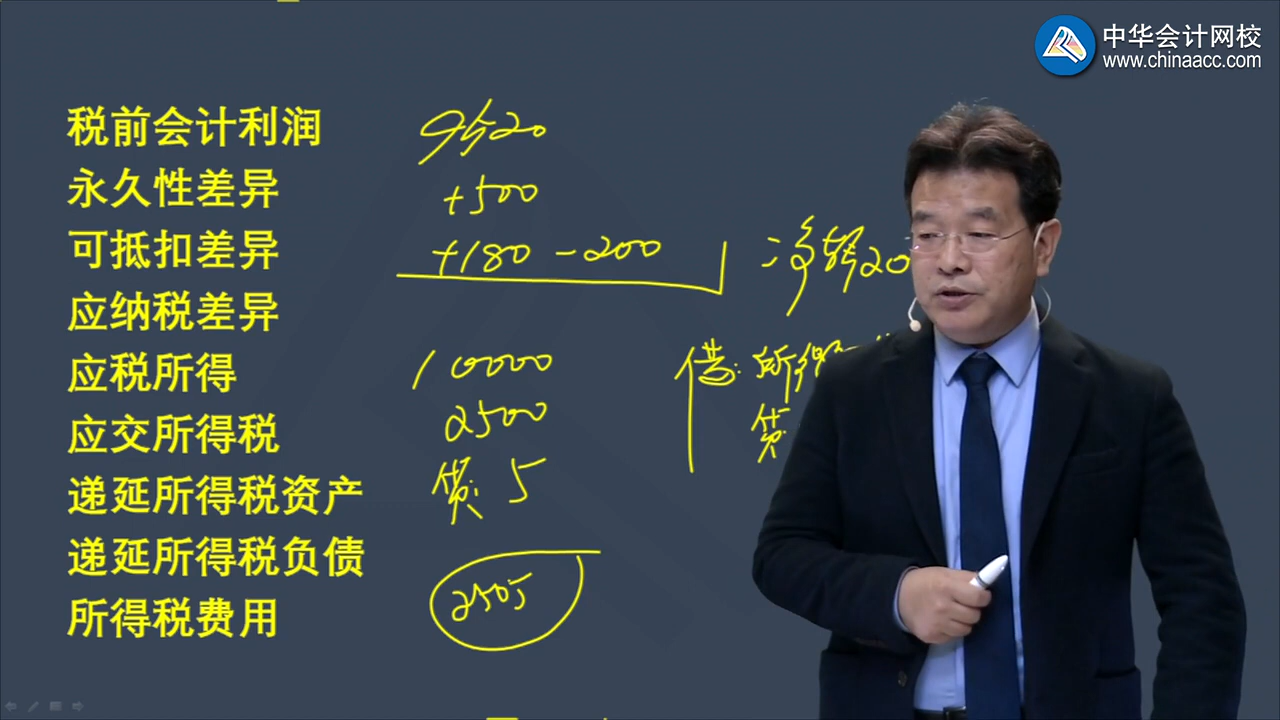 中华会计网校
www.chinaacc.com
税前会计利润 9520
永久性差异 +500
可抵扣差异 +180 -200 净转20
应纳税差异
应税所得 10000
借: 所得
应交所得税 2500
贷:
递延所得税资产 贷: 5
递延所得税负债
所得税费用 2505